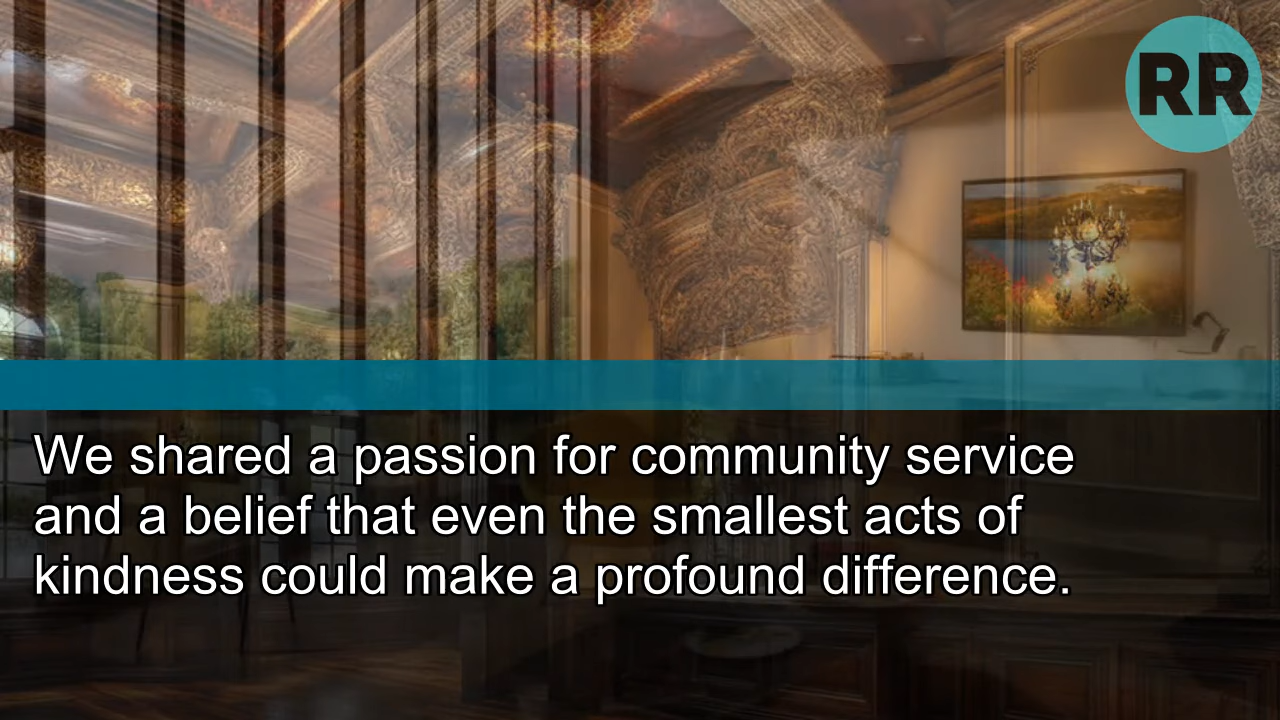 RR
We shared a passion for community service
and a belief that even the smallest acts of
kindness could make a profound difference.